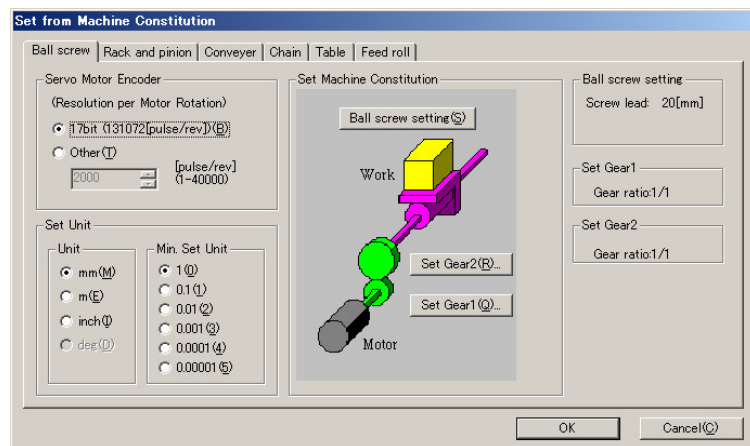 Set from Machine Constitution
Ball screw
Rack and pinion
Conveyer
Chain
Table
Feed roll
Servo Motor Encoder
(Resolution per Motor Rotation)
17bit (131072[pulse/rev])(B)
Other(T)
2000
[pulse/rev]
(1-40000)
Set Unit
Unit
mm(M)
m(E)
inch(I)
deg(D)
Min. Set Unit
1(0)
0.1(1)
0.01(2)
0.001(3)
0.0001(4)
0.00001(5)
Set Machine Constitution
Ball screw setting(S)
Work
Set Gear2(R)...
Set Gear1(Q)...
Motor
Ball screw setting
Screw lead: 20[mm]
Set Gear1
Gear ratio:1/1
Set Gear2
Gear ratio:1/1
OK
Cancel(C)